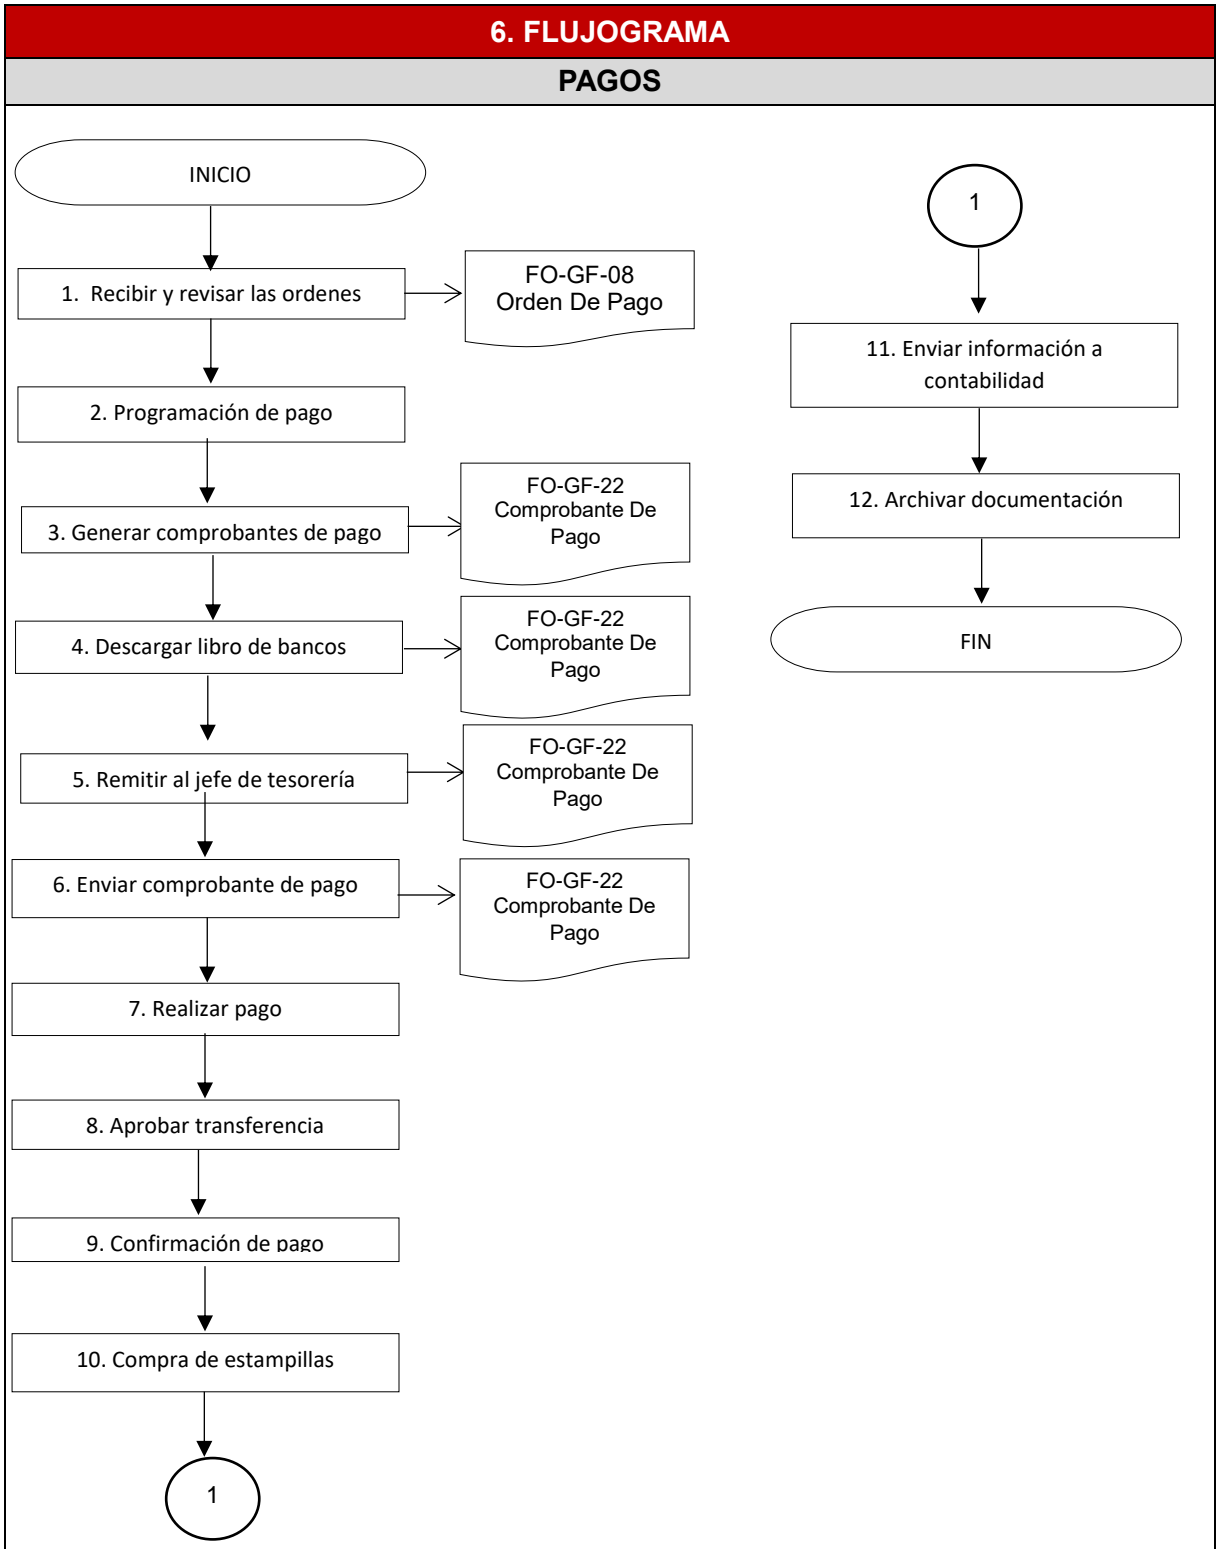 6. FLUJOGRAMA
PAGOS
INICIO
1. Recibir y revisar las ordenes
FO-GF-08
Orden De Pago
2. Programación de pago
3. Generar comprobantes de pago
FO-GF-22
Comprobante De
Pago
4. Descargar libro de bancos
FO-GF-22
Comprobante De
Pago
5. Remitir al jefe de tesorería
FO-GF-22
Comprobante De
Pago
6. Enviar comprobante de pago
FO-GF-22
Comprobante De
Pago
7. Realizar pago
8. Aprobar transferencia
9. Confirmación de pago
10. Compra de estampillas
1
1
11. Enviar información a
contabilidad
12. Archivar documentación
FIN